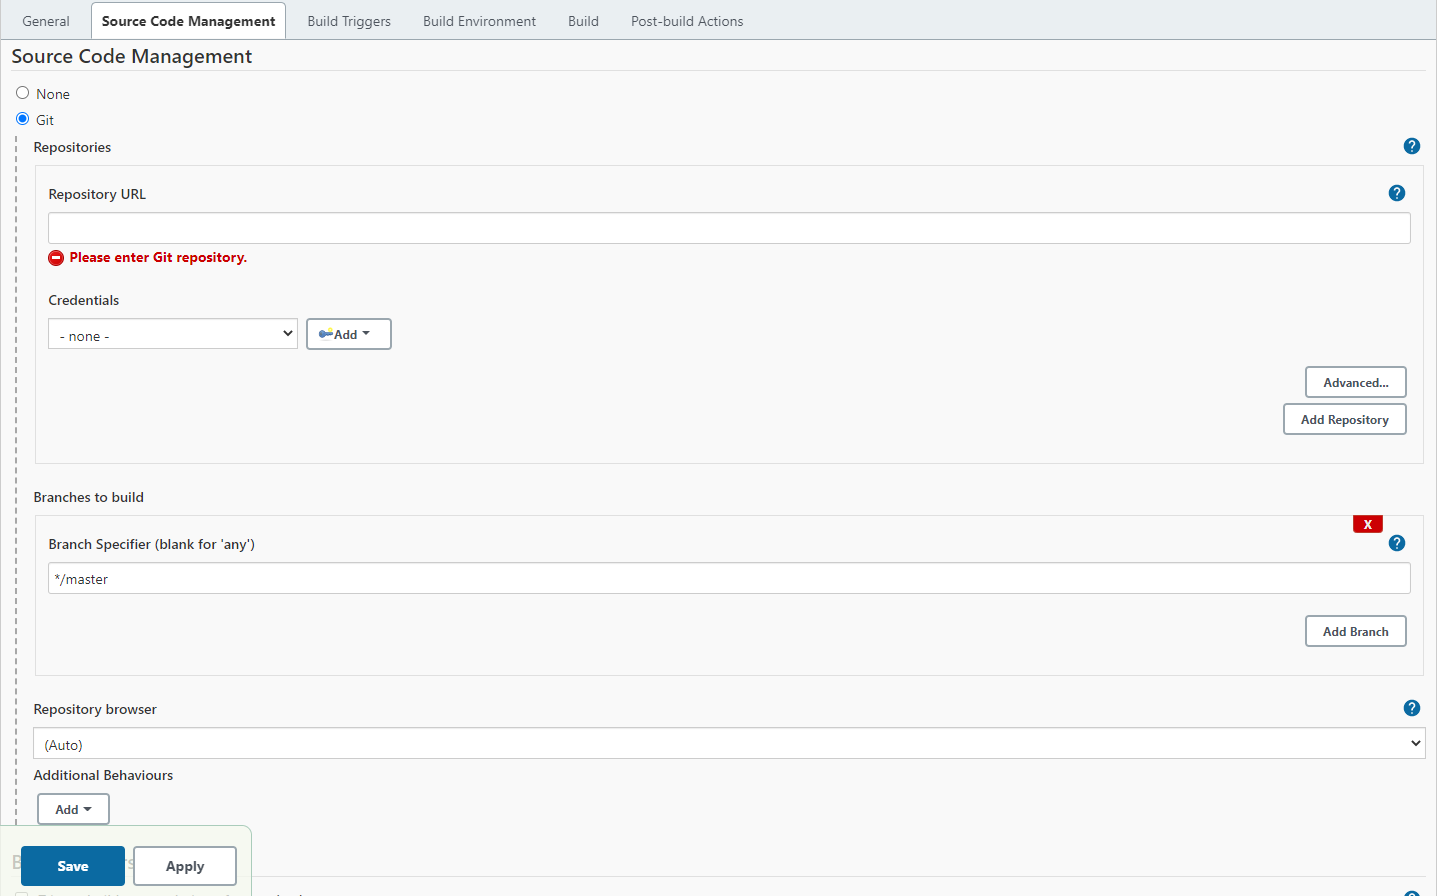 General Source Code Management Build Triggers Build Environment Build Post-build Actions
Source Code Management
None
Git
Repositories
?
Repository URL
?
Please enter Git repository.
Credentials
- none -
Add
Advanced...
Add Repository
Branches to build
X
Branch Specifier (blank for 'any')
?
*/master
Add Branch
Repository browser
?
(Auto)
Additional Behaviours
Add
Save Apply